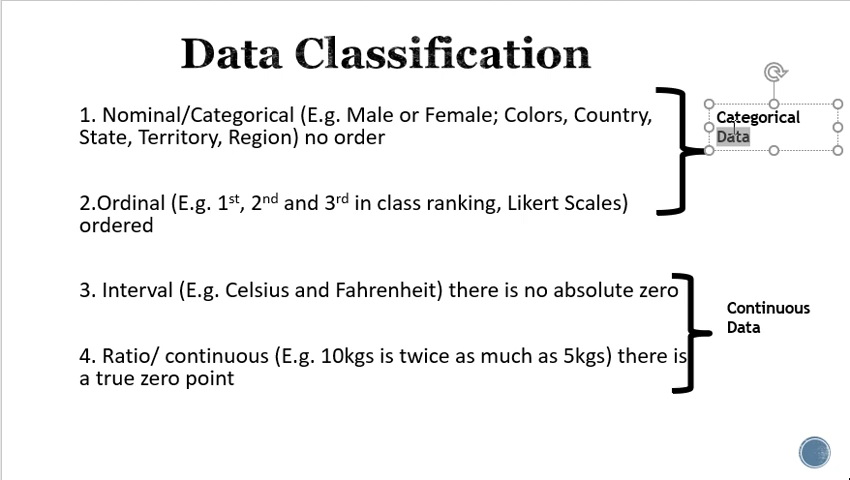 Data Classification
1. Nominal/Categorical (E.g. Male or Female; Colors, Country,
State, Territory, Region) no order
Categorical
Data
2.Ordinal (E.g. 1st, 2nd and 3rd in class ranking, Likert Scales)
ordered
3. Interval (E.g. Celsius and Fahrenheit) there is no absolute zero
Continuous
Data
4. Ratio/ continuous (E.g. 10kgs is twice as much as 5kgs) there is
a true zero point